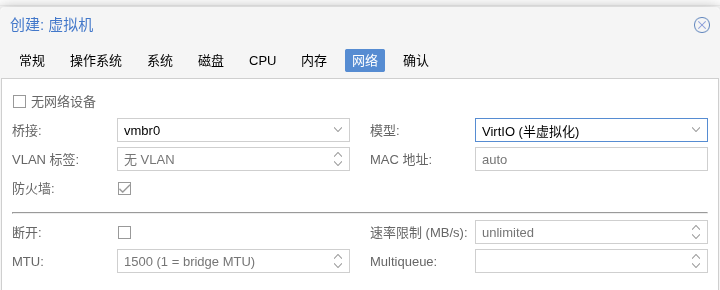 创建: 虚拟机
常规 操作系统 系统 磁盘 CPU 内存 网络 确认
无网络设备
桥接: vmbr0 模型: VirtIO (半虚拟化)
VLAN 标签: 无 VLAN MAC 地址: auto
防火墙:
断开: 速率限制 (MB/s): unlimited
MTU: 1500 (1 = bridge MTU) Multiqueue: